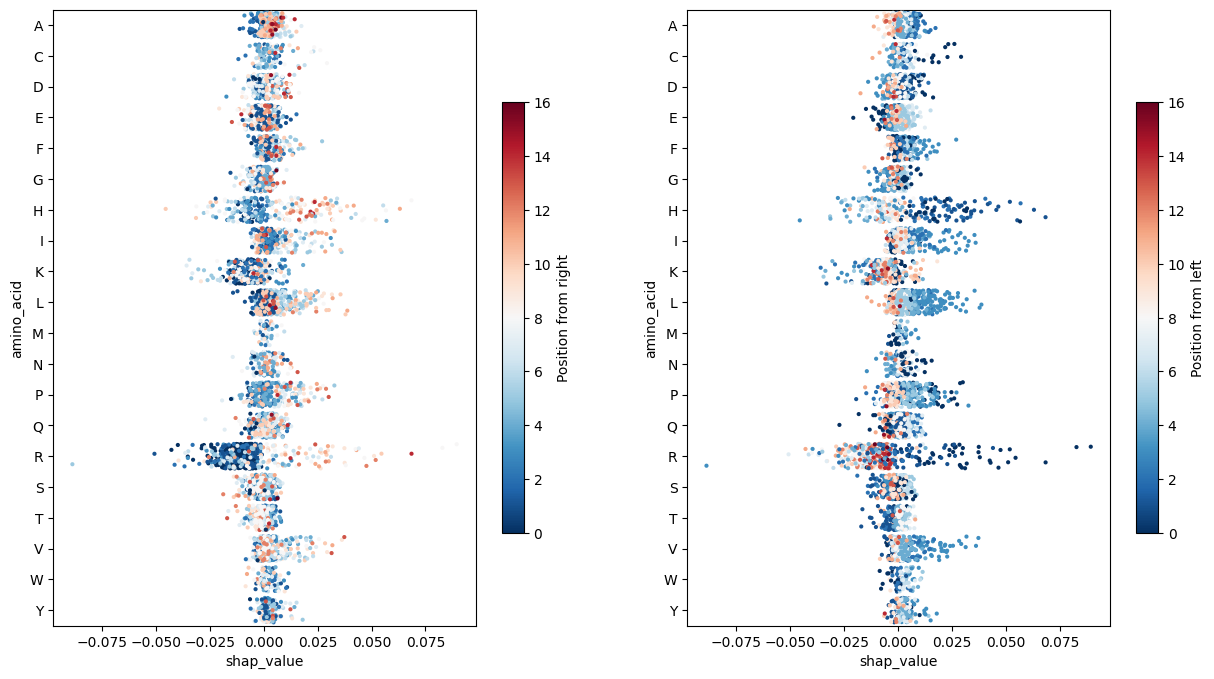 A
C
D
E
F
G
H
I
K
L
M
N
P
Q
R
S
T
V
W
Y
amino_acid
−0.075 −0.050 −0.025 0.000 0.025 0.050 0.075
shap_value
16
14
12
10
8
6
4
2
0
Position from right
A
C
D
E
F
G
H
I
K
L
M
N
P
Q
R
S
T
V
W
Y
amino_acid
−0.075 −0.050 −0.025 0.000 0.025 0.050 0.075
shap_value
16
14
12
10
8
6
4
2
0
Position from left